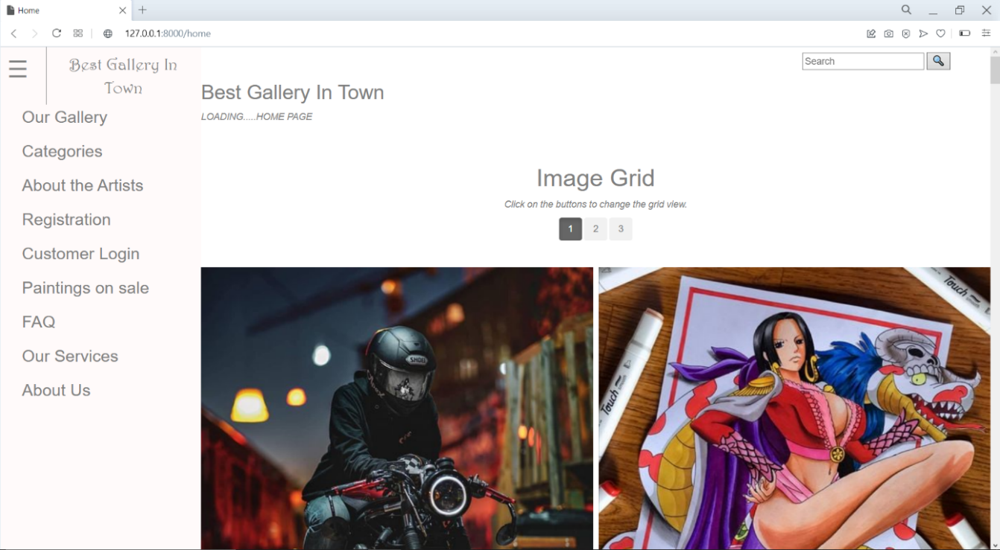 Home
127.0.0.1:8000/home
Search
Best Gallery In
Town
Our Gallery
Categories
About the Artists
Registration
Customer Login
Paintings on sale
FAQ
Our Services
About Us
Best Gallery In Town
LOADING.....HOME PAGE
Image Grid
Click on the buttons to change the grid view.
1 2 3
SHOEI
Touch
Touch